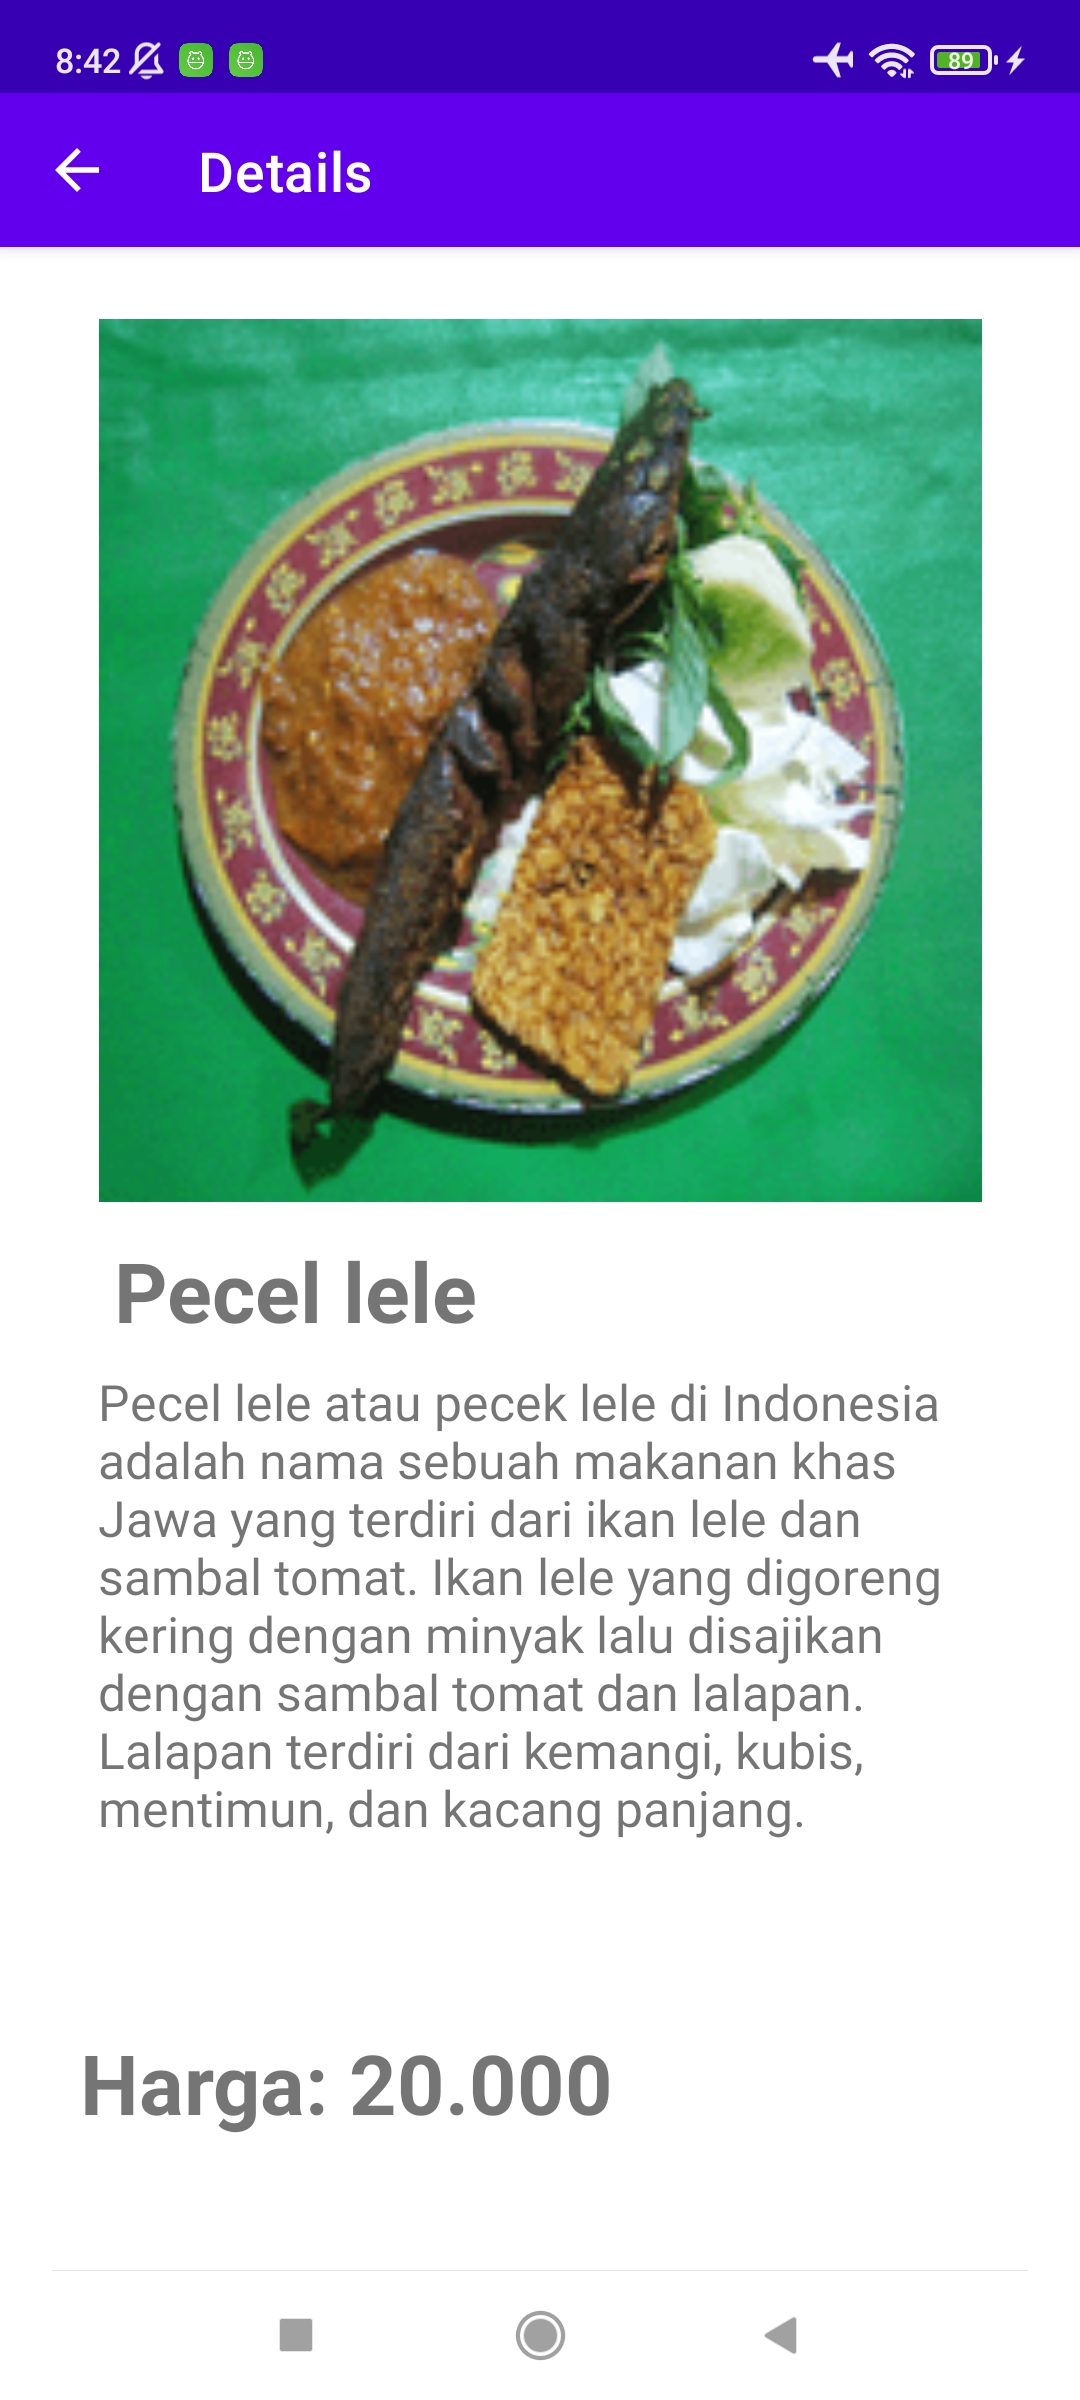 8:42
89
Details
Pecel lele
Pecel lele atau pecek lele di Indonesia
adalah nama sebuah makanan khas
Jawa yang terdiri dari ikan lele dan
sambal tomat. Ikan lele yang digoreng
kering dengan minyak lalu disajikan
dengan sambal tomat dan lalapan.
Lalapan terdiri dari kemangi, kubis,
mentimun, dan kacang panjang.
Harga: 20.000